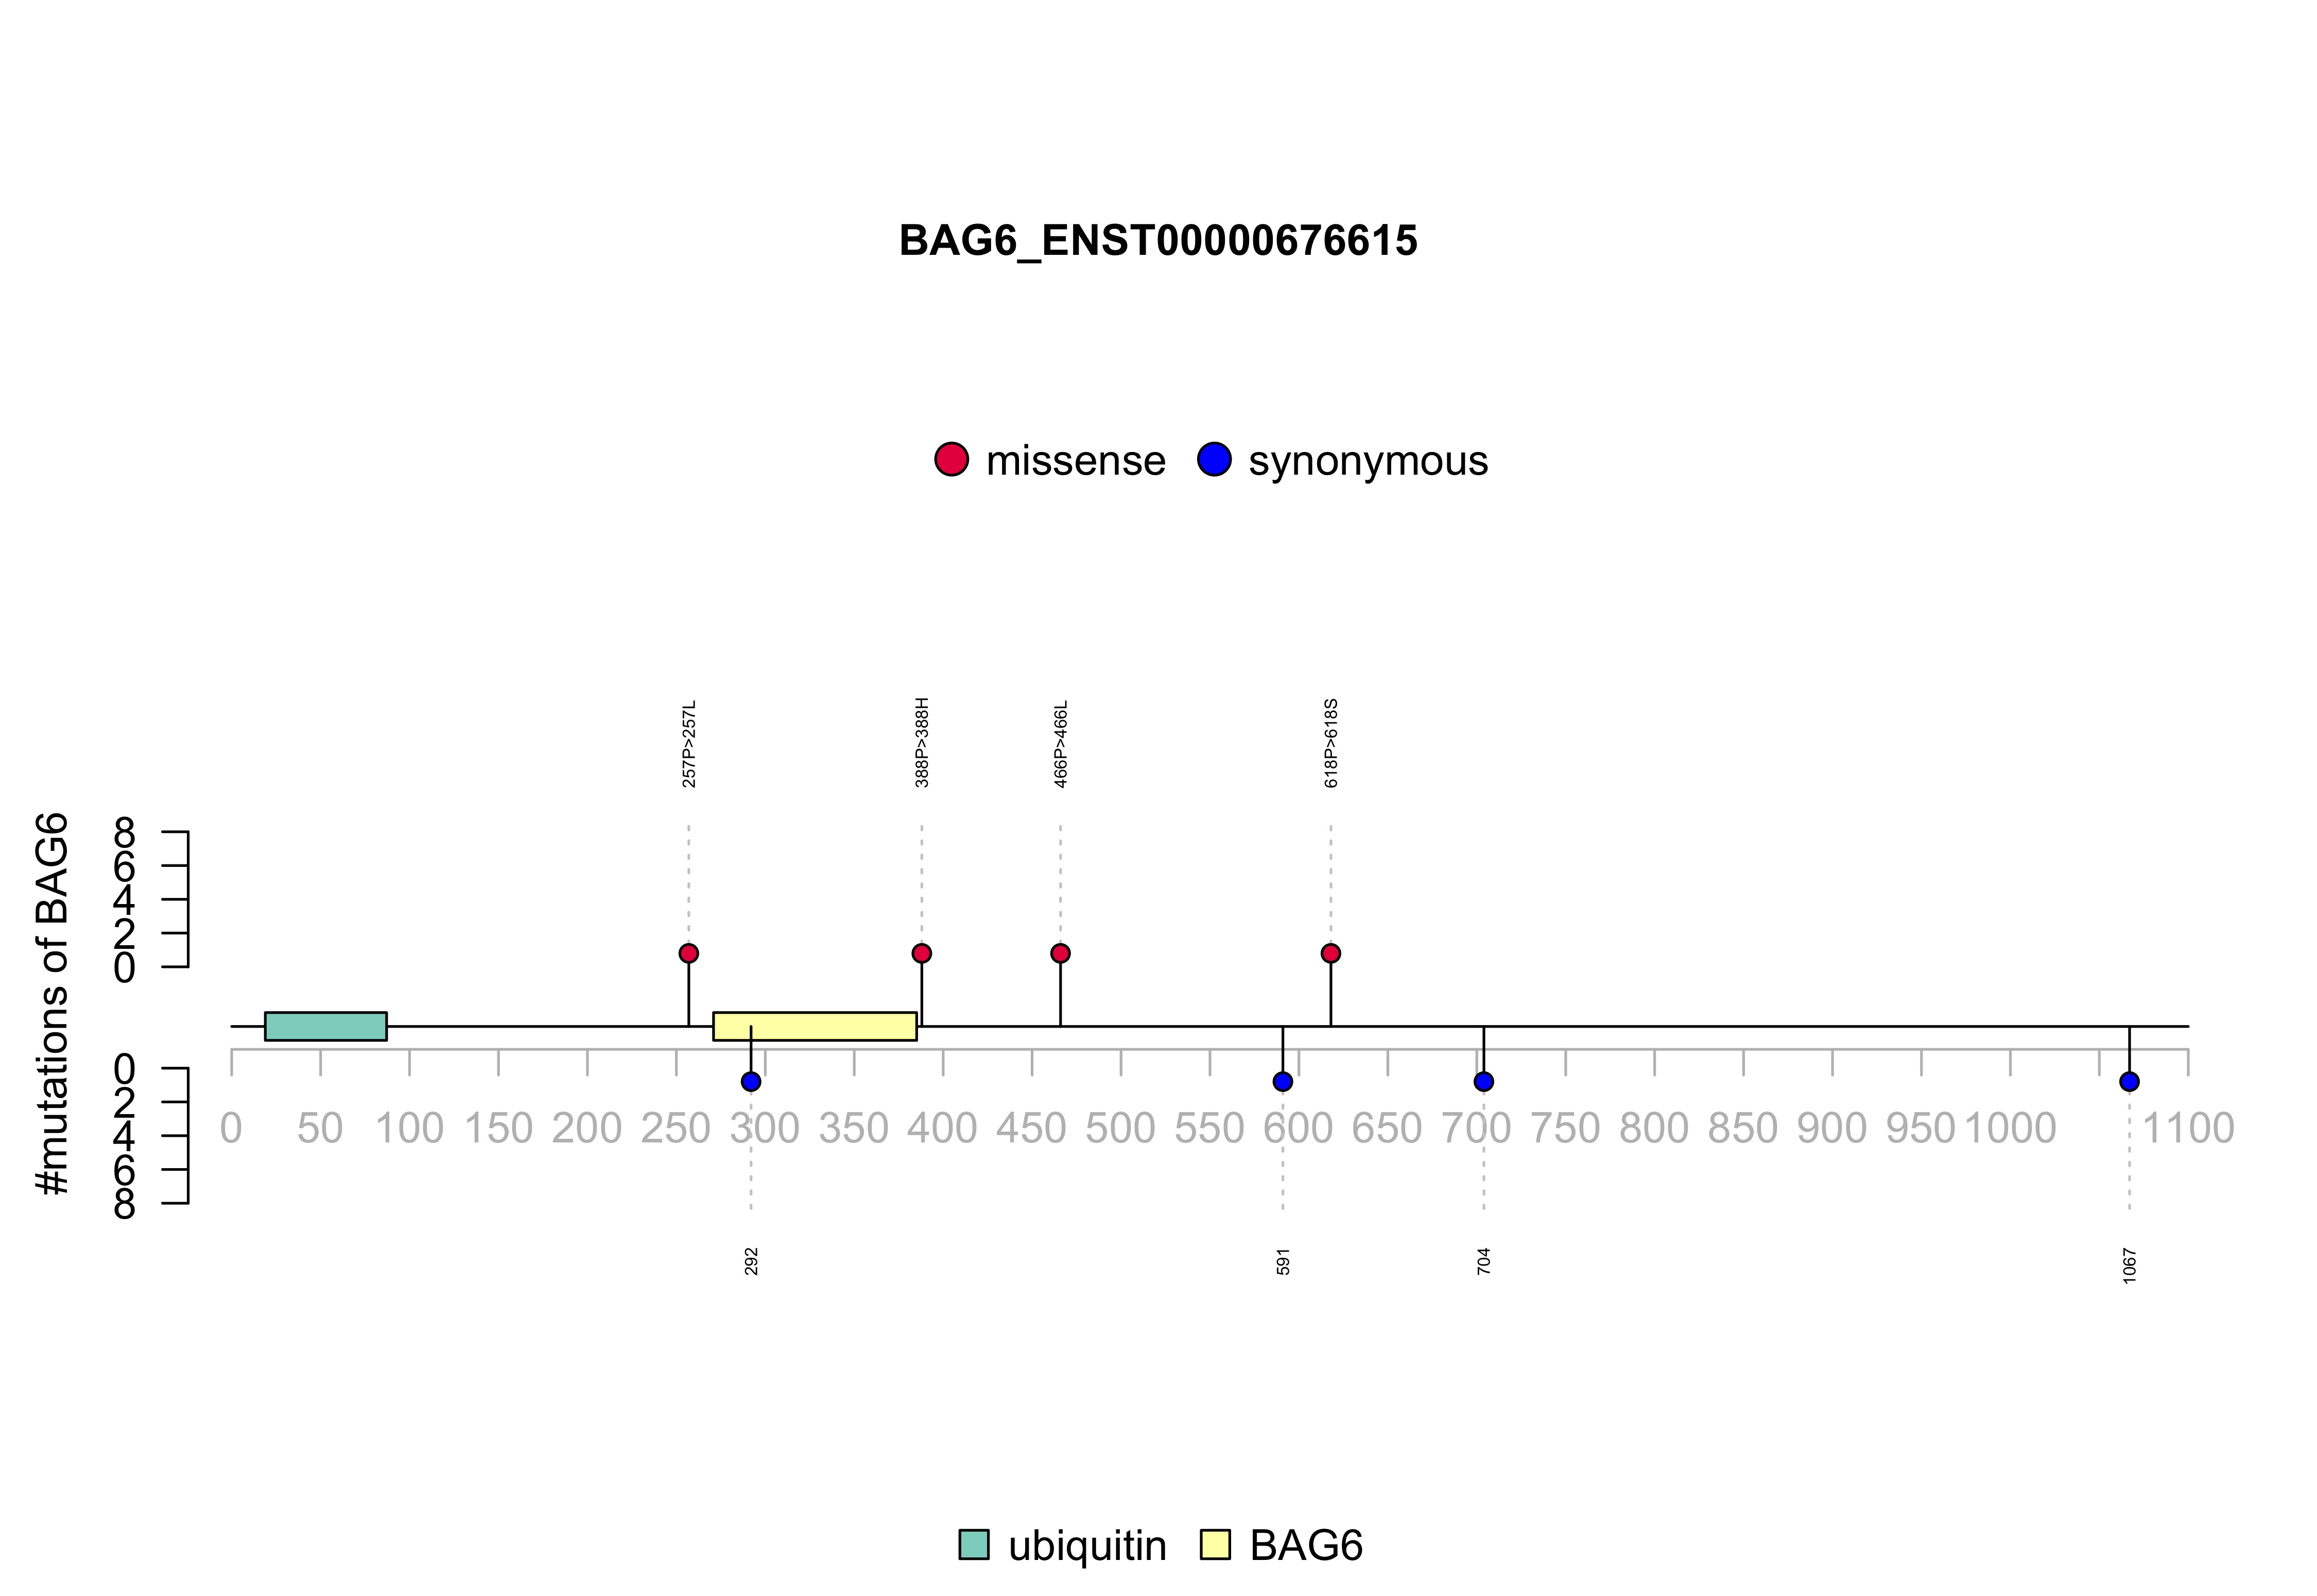 BAG6_ENST00000676615
missense synonymous
257P>257L 388P>388H 466P>466L 618P>618S
#mutations of BAG6
8
6
4
2
0
0
2
4
6
8
0 50 100 150 200 250 300 350 400 450 500 550 600 650 700 750 800 850 900 950 1000 1100
292 591 704 1067
ubiquitin BAG6